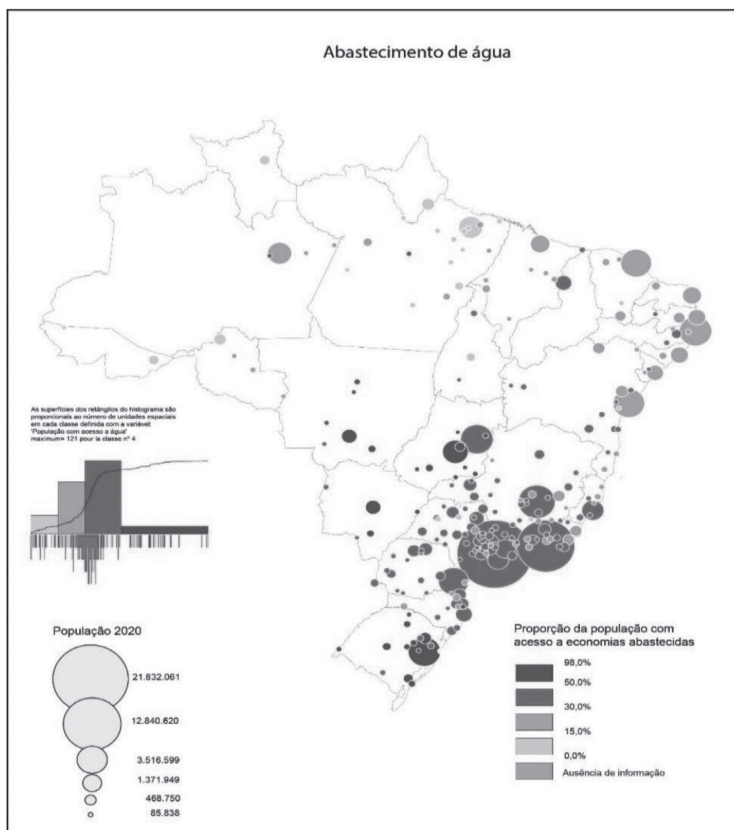 Abastecimento de água
As superfícies dos retângulos do histograma são
proporcionais ao número de unidades espaciais
em cada classe definida com a variável:
'População com acesso a água'
maximum= 121 pour la classe n° 4
População 2020
21.832.061
12.840.620
3.516.599
1.371.949
468.750
85.838
Proporção da população com
acesso a economias abastecidas
98,0%
50,0%
30,0%
15,0%
0,0%
Ausência de informação